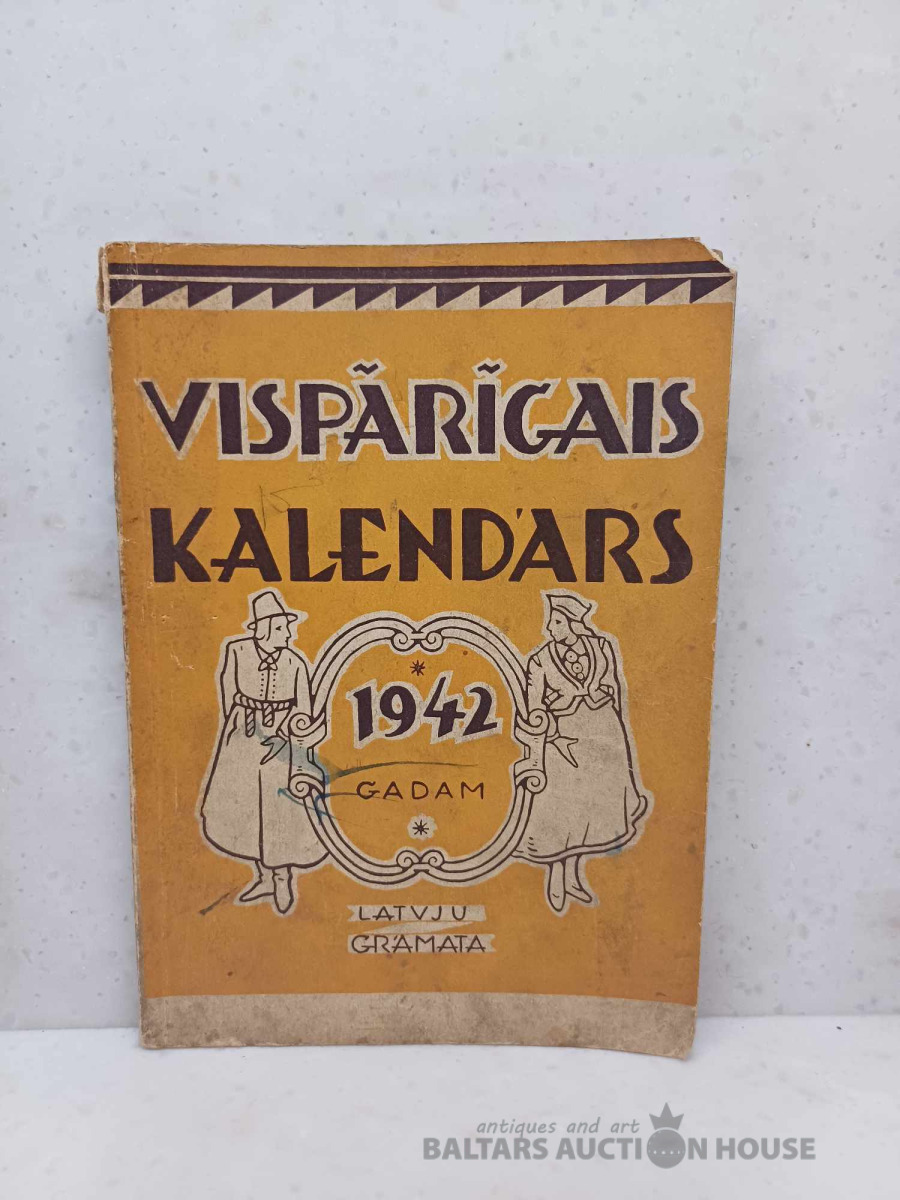 VISPĀRĪGAIS
KALENDĀRS
* 1942
GADAM
*
LATVJU
GRĀMATA
antiques and art
BALTARS AUCTION HOUSE